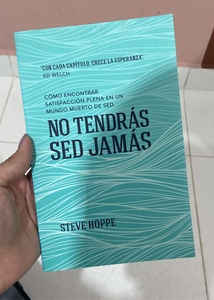 "CON CADA CAPÍTULO, CRECE LA ESPERANZA"
ED WELCH
CÓMO ENCONTRAR
SATISFACCIÓN PLENA EN UN
MUNDO MUERTO DE SED
NO TENDRÁS
SED JAMÁS
STEVE HOPPE